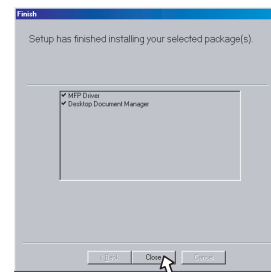 Finish
Setup has finished installing your selected package(s).
✔ MFP Driver
✔ Desktop Document Manager
< Back Close Cancel